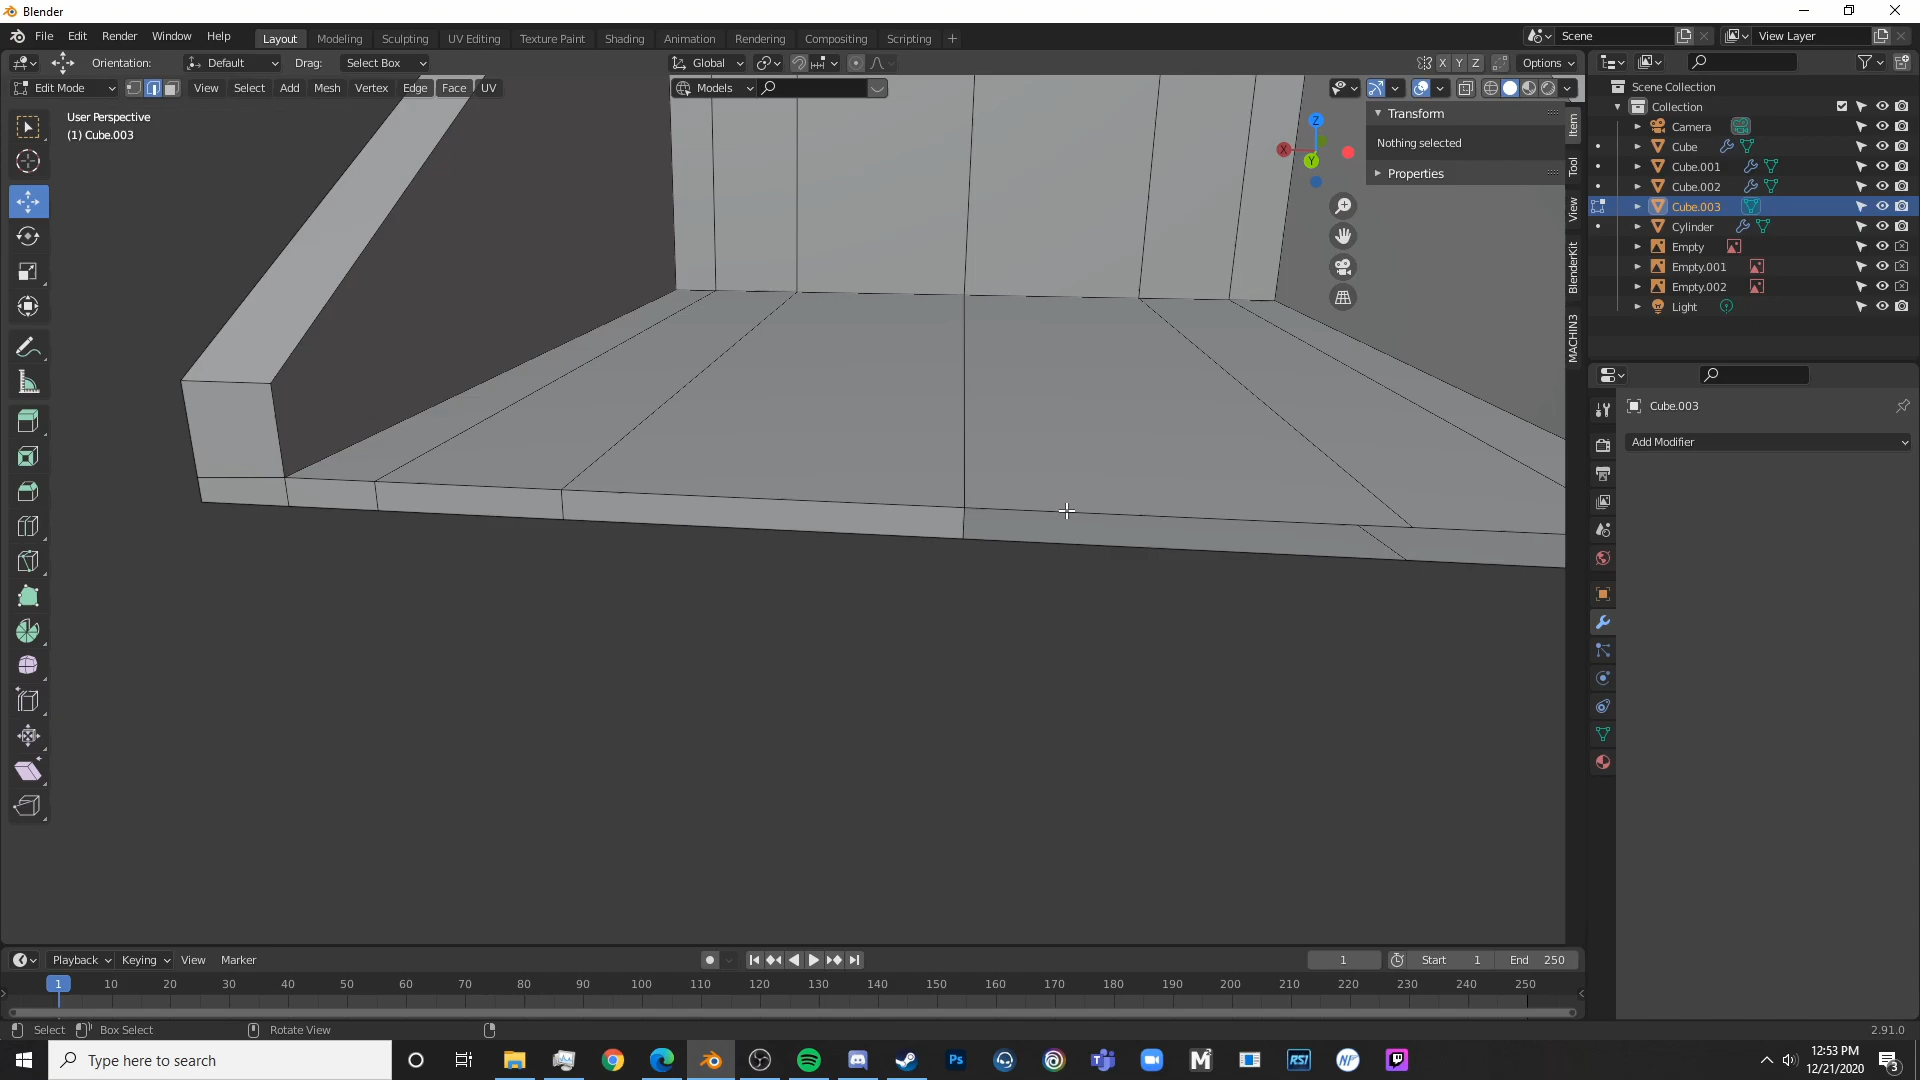 Blender
File Edit Render Window Help
Layout Modeling Sculpting UV Editing Texture Paint Shading Animation Rendering Compositing Scripting
Scene
View Layer
Orientation: Default Drag: Select Box
Global
X Y Z Options
Edit Mode View Select Add Mesh Vertex Edge Face UV
Models
User Perspective
(1) Cube.003
Z
X
Y
Transform
Nothing selected
Properties
Item
Tool
View
BlenderKit
MACHIN3
Scene Collection
Collection
Camera
Cube
Cube.001
Cube.002
Cube.003
Cylinder
Empty
Empty.001
Empty.002
Light
Cube.003
Add Modifier
Playback Keying View Marker
1 Start 1 End 250
1 10 20 30 40 50 60 70 80 90 100 110 120 130 140 150 160 170 180 190 200 210 220 230 240 250
Select Box Select Rotate View 2.91.0
Type here to search
Ps
M
RSI
NP
12:53 PM
12/21/2020
3